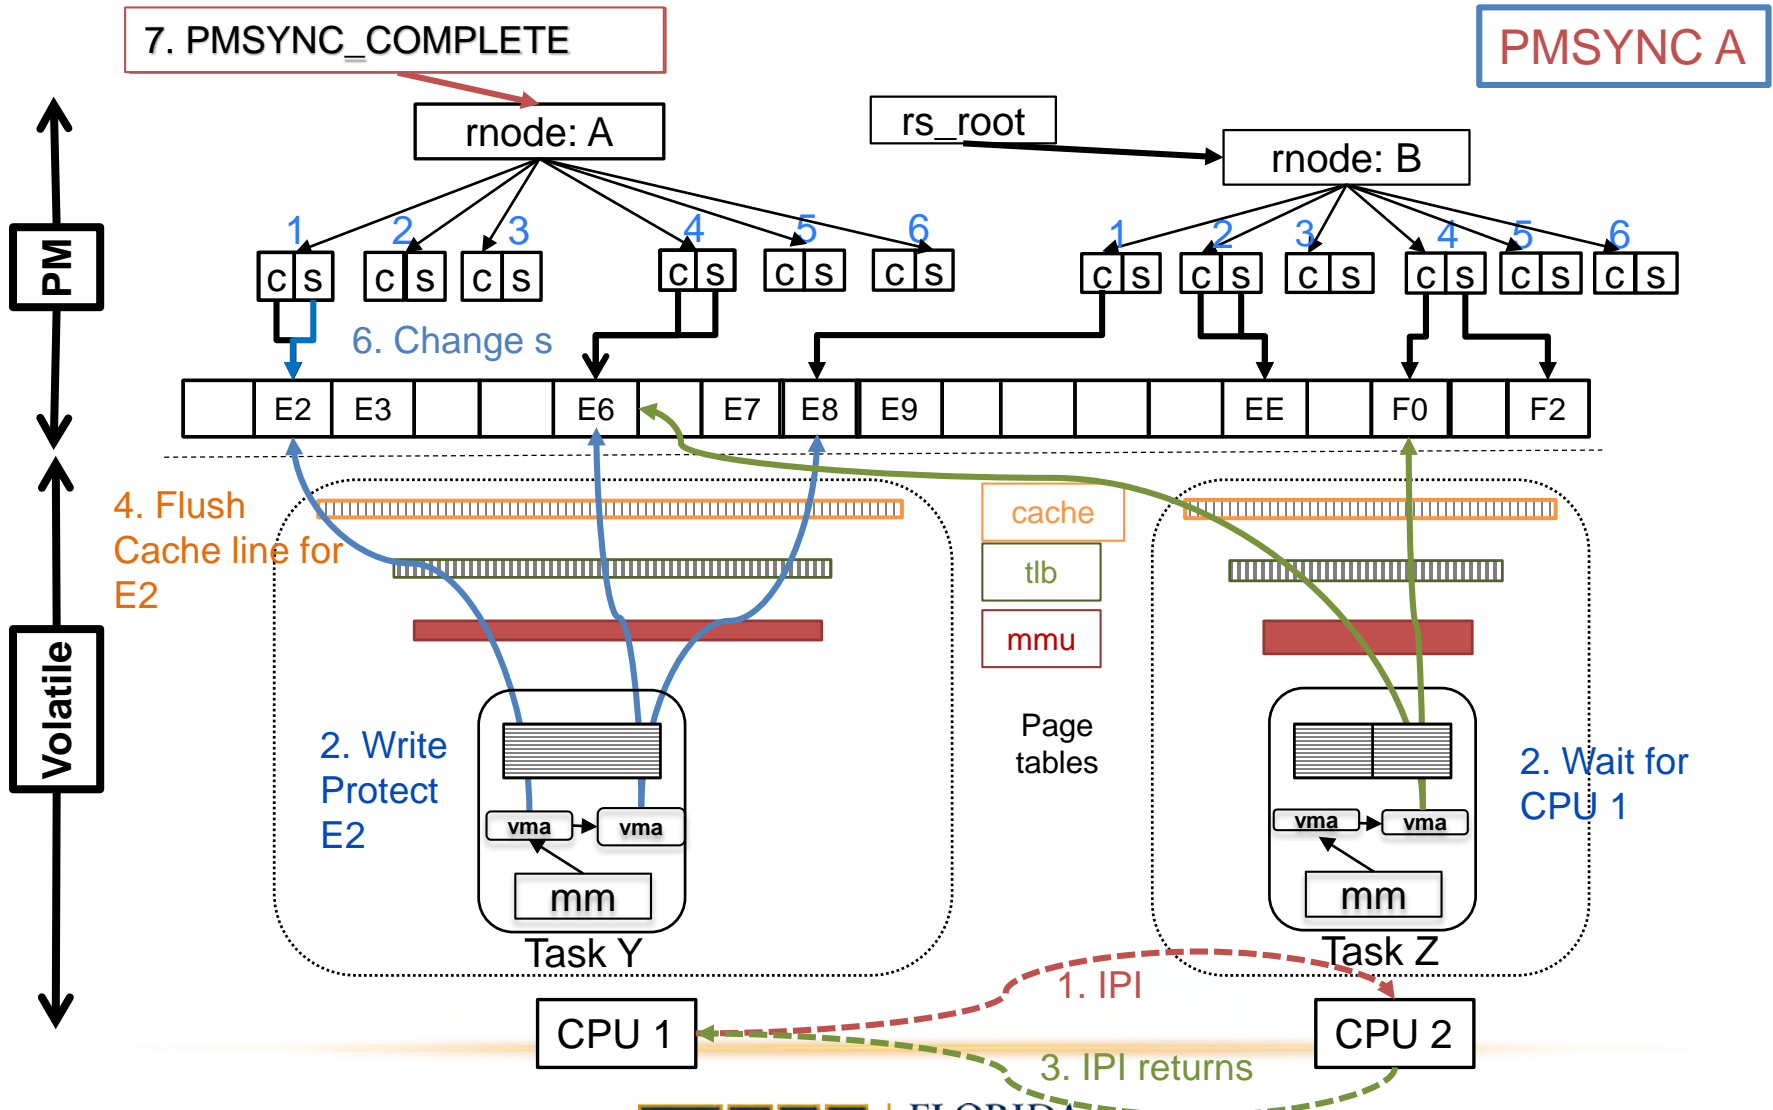 7. PMSYNC_COMPLETE
PMSYNC A
rnode: A
rs_root
rnode: B
1 2 3 4 5 6
1 2 3 4 5 6
c s c s c s c s c s c s
c s c s c s c s c s c s
PM
6. Change s
E2 E3 E6 E7 E8 E9 EE F0 F2
4. Flush
Cache line for
E2
cache
tlb
mmu
Volatile
2. Write
Protect
E2
Page
tables
2. Wait for
CPU 1
vma vma
vma vma
mm
mm
Task Y
Task Z
1. IPI
CPU 1
CPU 2
3. IPI returns
FLORIDA